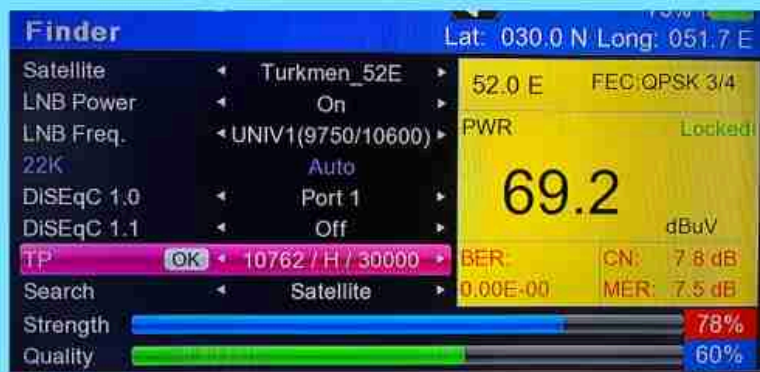 Finder
Lat: 030.0 N Long: 051.7 E
Satellite Turkmen_52E
LNB Power On
LNB Freq. UNIV1(9750/10600)
22K Auto
DiSEqC 1.0 Port 1
DiSEqC 1.1 Off
TP OK 10762 / H / 30000
Search Satellite
52.0 E FEC:QPSK 3/4
PWR Locked
69.2
dBuV
BER: CN: 7.8 dB
0.00E-00 MER: 7.5 dB
Strength 78%
Quality 60%